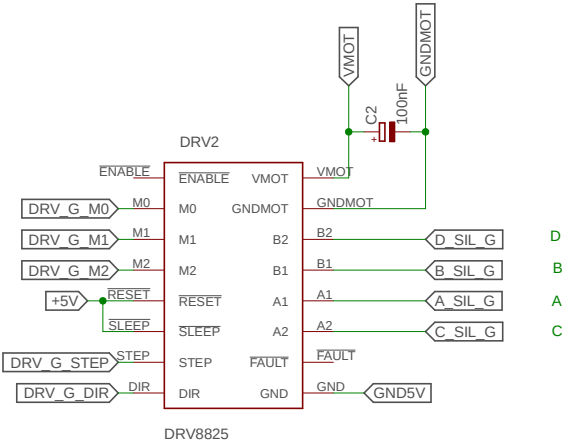 VMOT
GNDMOT
C2
100nF
+
DRV2
ENABLE
ENABLE
VMOT
VMOT
DRV_G_M0
M0
M0
GNDMOT
GNDMOT
DRV_G_M1
M1
M1
B2
B2
D_SIL_G
D
DRV_G_M2
M2
M2
B1
B1
B_SIL_G
B
+5V
RESET
RESET
A1
A1
A_SIL_G
A
SLEEP
SLEEP
A2
A2
C_SIL_G
C
DRV_G_STEP
STEP
STEP
FAULT
FAULT
DRV_G_DIR
DIR
DIR
GND
GND
GND5V
DRV8825